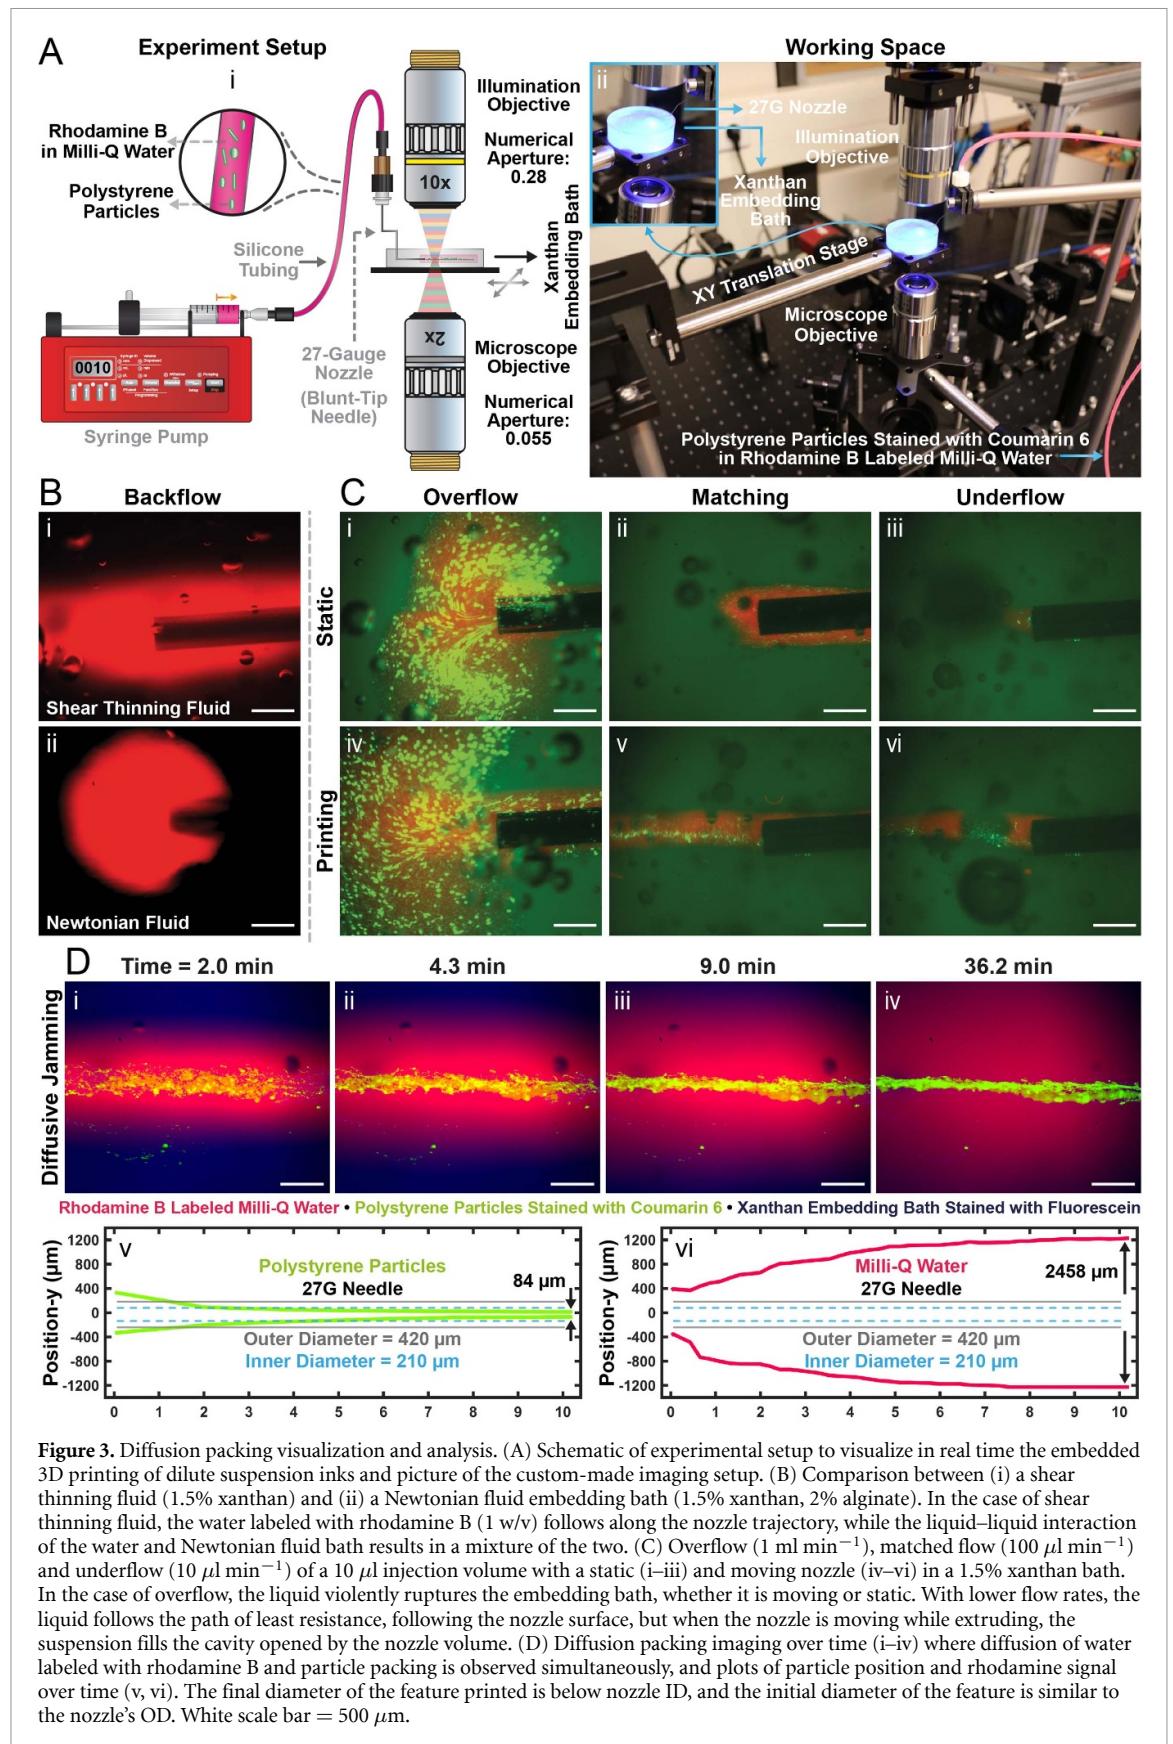 A
Experiment Setup
i
Rhodamine B
in Milli-Q Water
Polystyrene
Particles
Silicone
Tubing
0010
Syringe Pump
27-Gauge
Nozzle
(Blunt-Tip
Needle)
10x
2x
Illumination
Objective
Numerical
Aperture:
0.28
Xanthan
Embedding Bath
Microscope
Objective
Numerical
Aperture:
0.055
Working Space
ii
27G Nozzle
Illumination
Objective
Xanthan
Embedding
Bath
XY Translation Stage
Microscope
Objective
Polystyrene Particles Stained with Coumarin 6
in Rhodamine B Labeled Milli-Q Water
B
Backflow
i
Shear Thinning Fluid
ii
Newtonian Fluid
C
Overflow
Matching
Underflow
Static
i
ii
iii
Printing
iv
v
vi
D
Time = 2.0 min
4.3 min
9.0 min
36.2 min
Diffusive Jamming
i
ii
iii
iv
Rhodamine B Labeled Milli-Q Water • Polystyrene Particles Stained with Coumarin 6 • Xanthan Embedding Bath Stained with Fluorescein
Position-y (µm)
1200
800
400
0
-400
-800
-1200
v
Polystyrene Particles
27G Needle
84 µm
Outer Diameter = 420 µm
Inner Diameter = 210 µm
0 1 2 3 4 5 6 7 8 9 10
Position-y (µm)
1200
800
400
0
-400
-800
-1200
vi
Milli-Q Water
27G Needle
2458 µm
Outer Diameter = 420 µm
Inner Diameter = 210 µm
0 1 2 3 4 5 6 7 8 9 10
Figure 3. Diffusion packing visualization and analysis. (A) Schematic of experimental setup to visualize in real time the embedded
3D printing of dilute suspension inks and picture of the custom-made imaging setup. (B) Comparison between (i) a shear
thinning fluid (1.5% xanthan) and (ii) a Newtonian fluid embedding bath (1.5% xanthan, 2% alginate). In the case of shear
thinning fluid, the water labeled with rhodamine B (1 w/v) follows along the nozzle trajectory, while the liquid–liquid interaction
of the water and Newtonian fluid bath results in a mixture of the two. (C) Overflow (1 ml min⁻¹), matched flow (100 µl min⁻¹)
and underflow (10 µl min⁻¹) of a 10 µl injection volume with a static (i–iii) and moving nozzle (iv–vi) in a 1.5% xanthan bath.
In the case of overflow, the liquid violently ruptures the embedding bath, whether it is moving or static. With lower flow rates, the
liquid follows the path of least resistance, following the nozzle surface, but when the nozzle is moving while extruding, the
suspension fills the cavity opened by the nozzle volume. (D) Diffusion packing imaging over time (i–iv) where diffusion of water
labeled with rhodamine B and particle packing is observed simultaneously, and plots of particle position and rhodamine signal
over time (v, vi). The final diameter of the feature printed is below nozzle ID, and the initial diameter of the feature is similar to
the nozzle's OD. White scale bar = 500 µm.